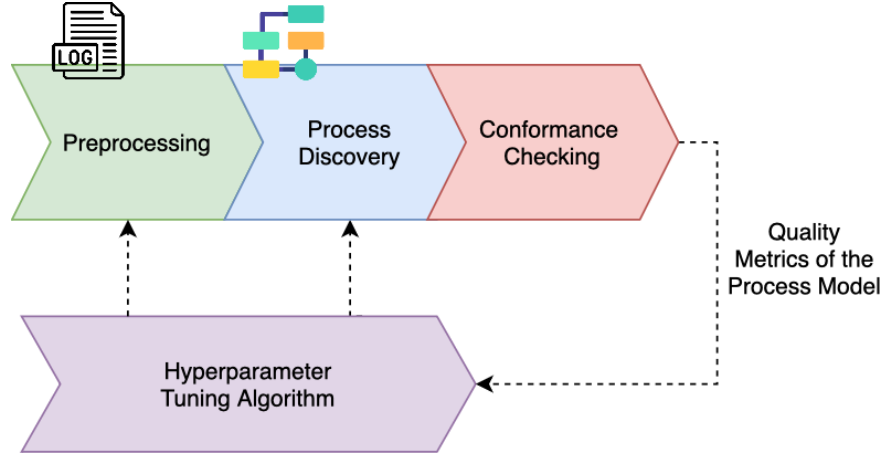 LOG
Preprocessing
Process
Discovery
Conformance
Checking
Quality
Metrics of the
Process Model
Hyperparameter
Tuning Algorithm